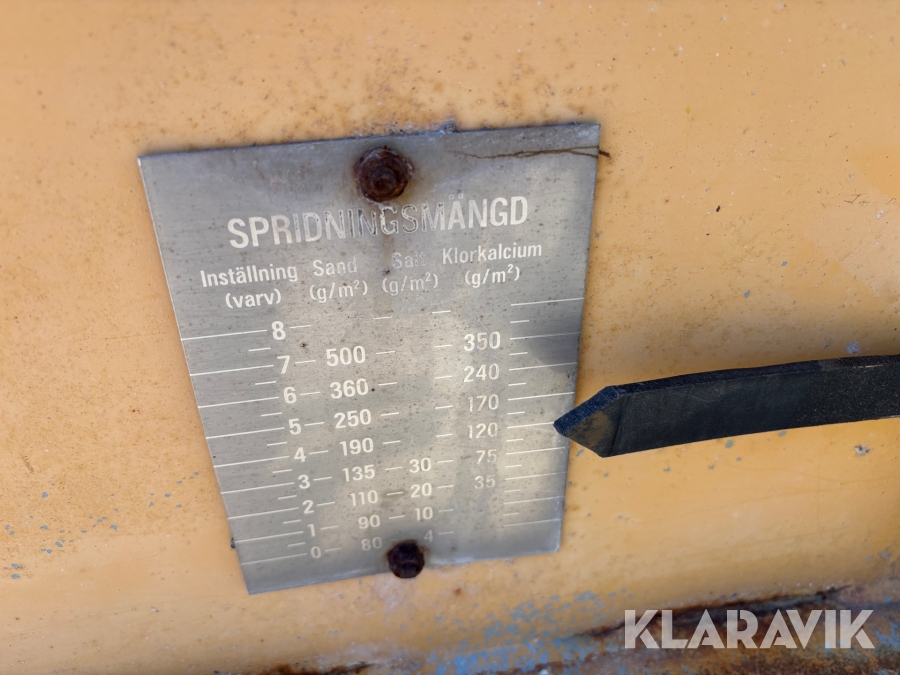 SPRIDNINGSMÄNGD
Inställning Sand Salt Klorkalcium
(varv) (g/m²) (g/m²) (g/m²)
8
7 500 350
6 360 240
5 250 170
4 190 120
3 135 30 75
2 110 20 35
1 90 10
0 80 4
KLARAVIK